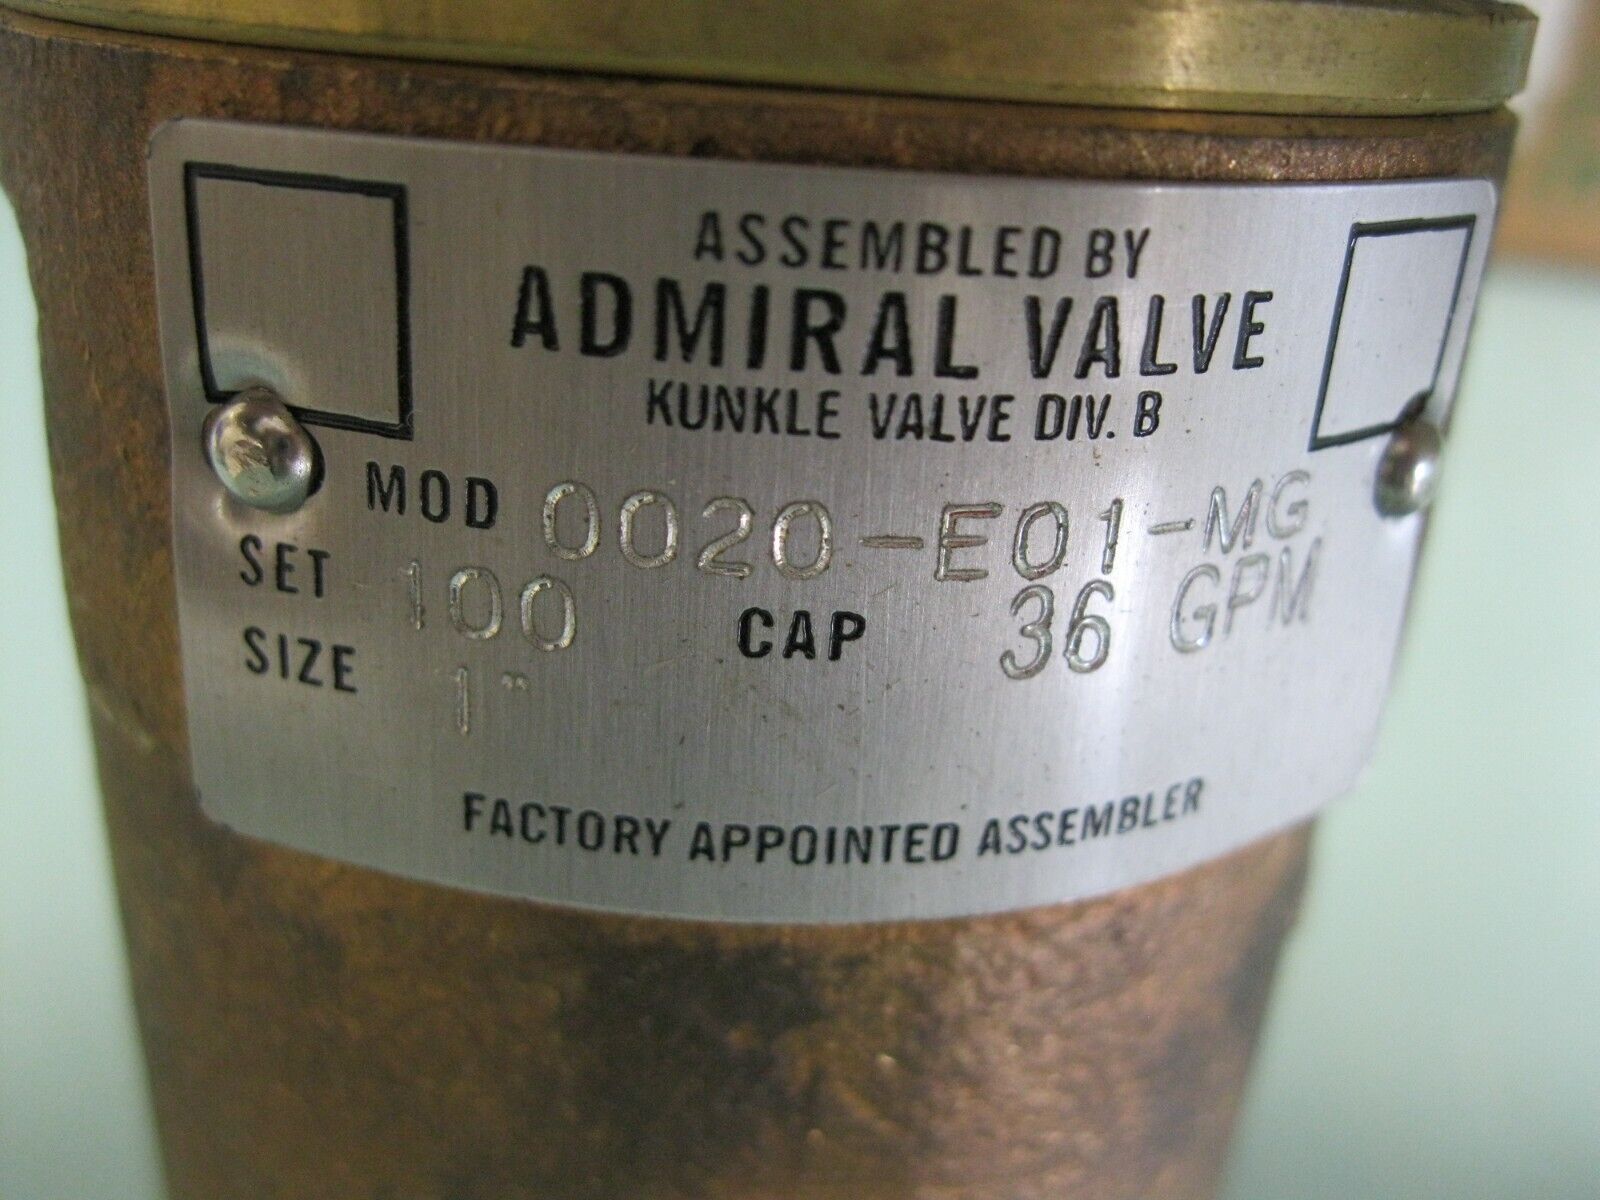 ASSEMBLED BY
ADMIRAL VALVE
KUNKLE VALVE DIV. B
MOD 0020-E01-MG
SET 100 CAP 36 GPM
SIZE 1"
FACTORY APPOINTED ASSEMBLER